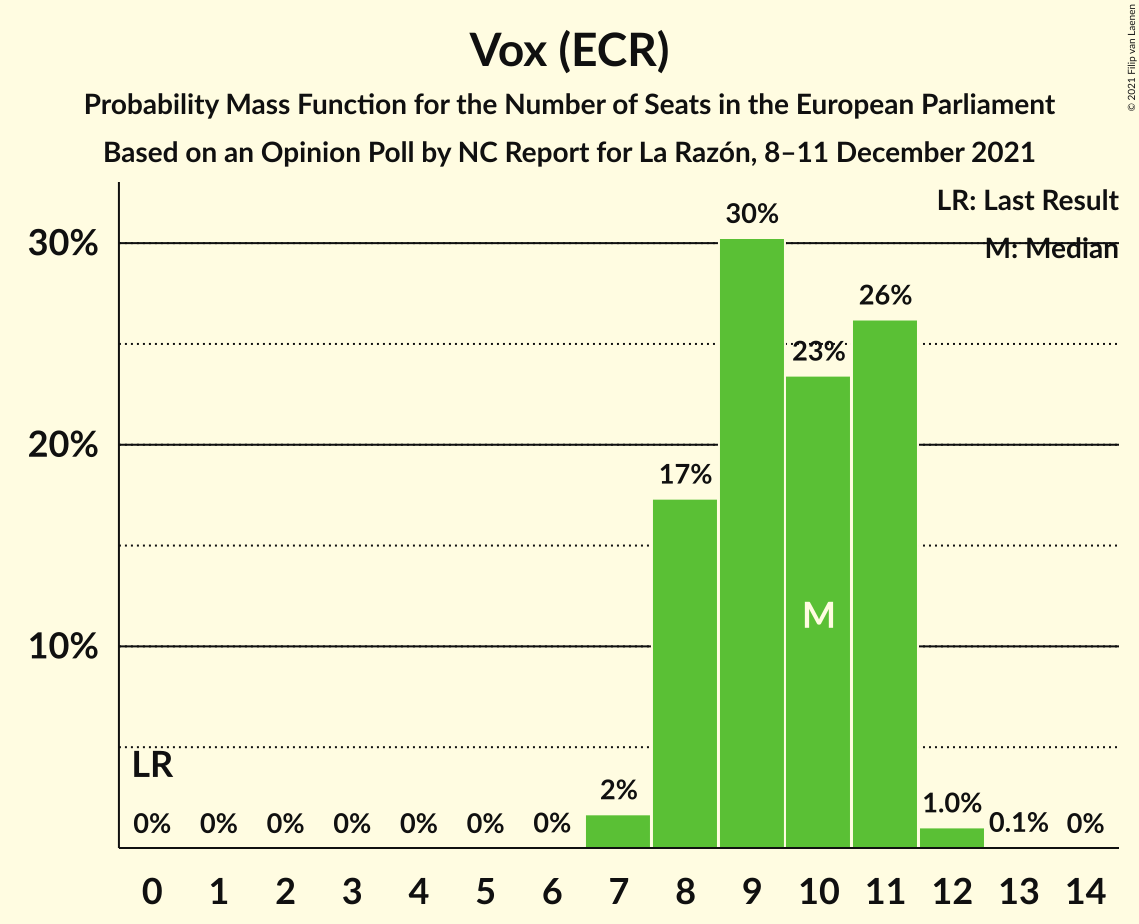 Vox (ECR)
Probability Mass Function for the Number of Seats in the European Parliament
Based on an Opinion Poll by NC Report for La Razón, 8–11 December 2021
© 2021 Filip van Laenen
LR: Last Result
M: Median
30%
20%
10%
30%
26%
23%
17%
M
LR
2%
1.0%
0% 0% 0% 0% 0% 0% 0% 0.1% 0%
0 1 2 3 4 5 6 7 8 9 10 11 12 13 14